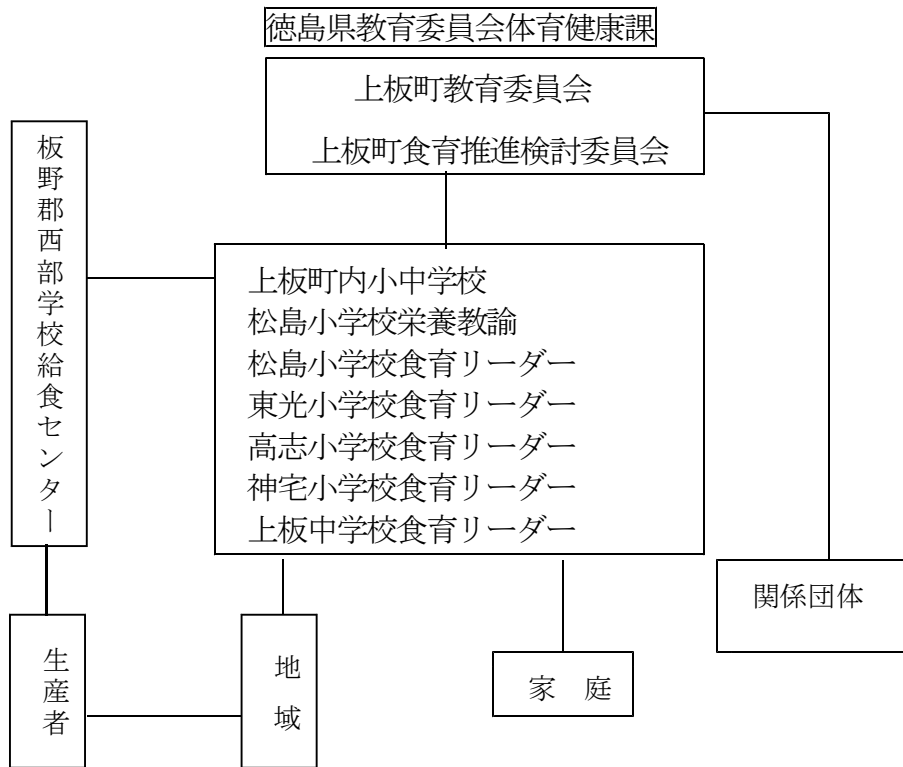 徳島県教育委員会体育健康課
上板町教育委員会
上板町食育推進検討委員会
板野郡西部学校給食センター
上板町内小中学校
松島小学校栄養教諭
松島小学校食育リーダー
東光小学校食育リーダー
高志小学校食育リーダー
神宅小学校食育リーダー
上板中学校食育リーダー
関係団体
生産者
地域
家　庭